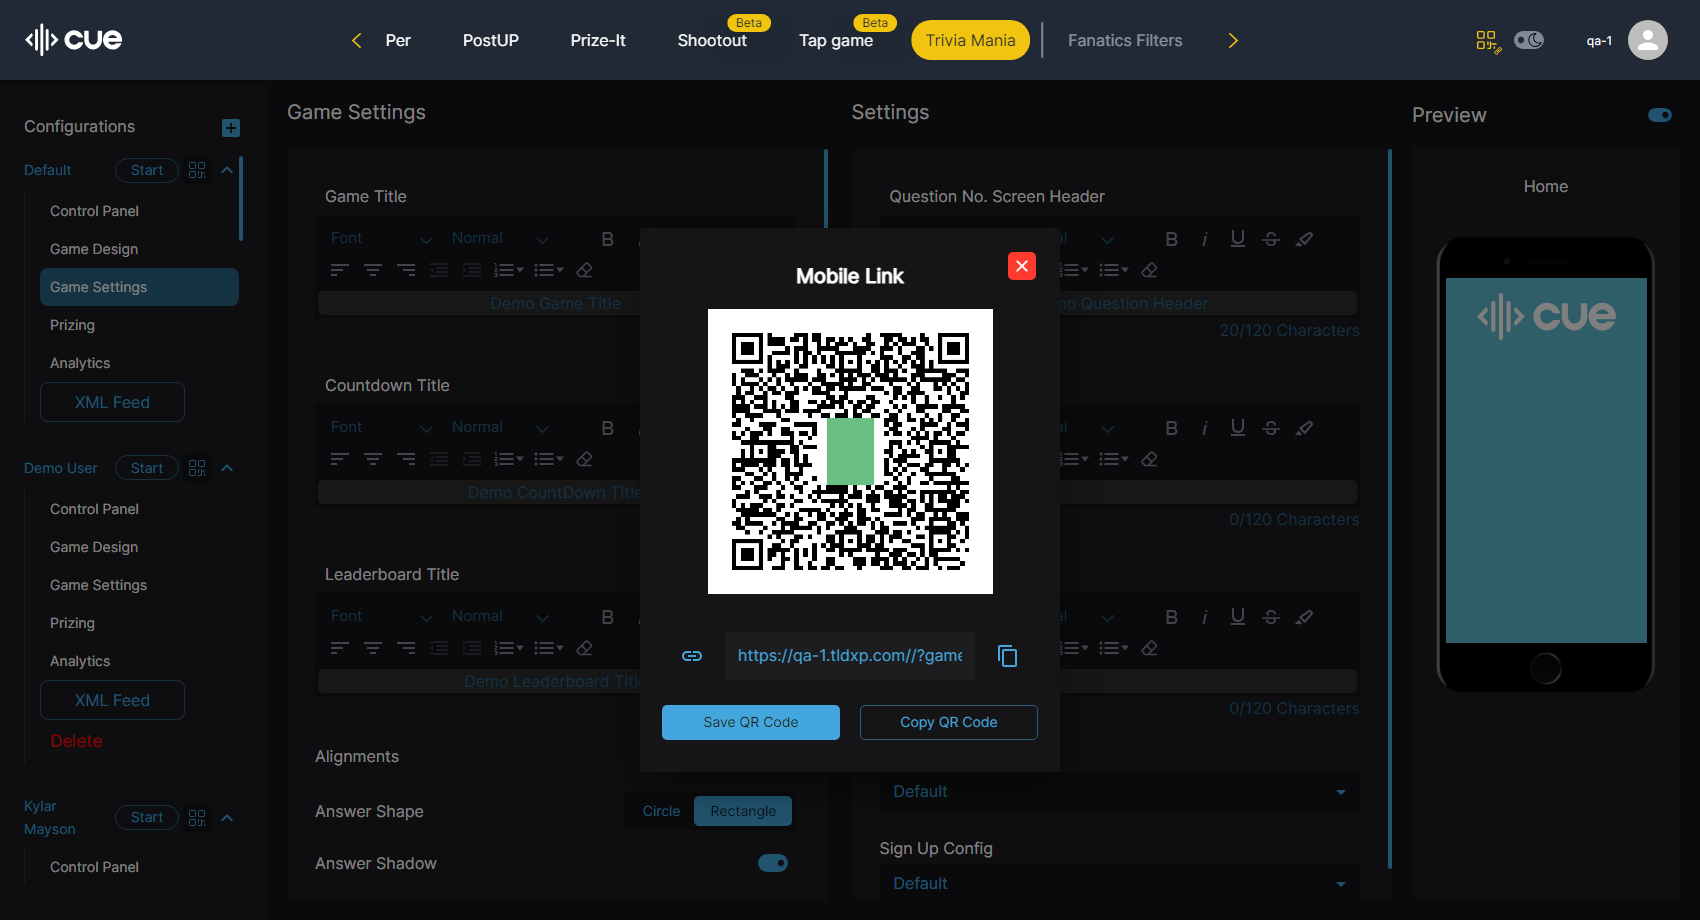 cue
Per
PostUP
Prize-It
Beta
Shootout
Beta
Tap game
Trivia Mania
Fanatics Filters
qa-1
Configurations
Default
Start
Control Panel
Game Design
Game Settings
Prizing
Analytics
XML Feed
Demo User
Start
Control Panel
Game Design
Game Settings
Prizing
Analytics
XML Feed
Delete
Kylar
Mayson
Start
Control Panel
Game Settings
Game Title
Font
Normal
B
Demo Game Title
Countdown Title
Font
Normal
B
Demo CountDown Title
Leaderboard Title
Font
Normal
B
Demo Leaderboard Title
Alignments
Answer Shape
Circle
Rectangle
Answer Shadow
Mobile Link
https://qa-1.tldxp.com//?game
Save QR Code
Copy QR Code
Settings
Question No. Screen Header
B i U S
Question Header
20/120 Characters
B i U S
0/120 Characters
B i U S
0/120 Characters
Default
Sign Up Config
Default
Preview
Home
cue